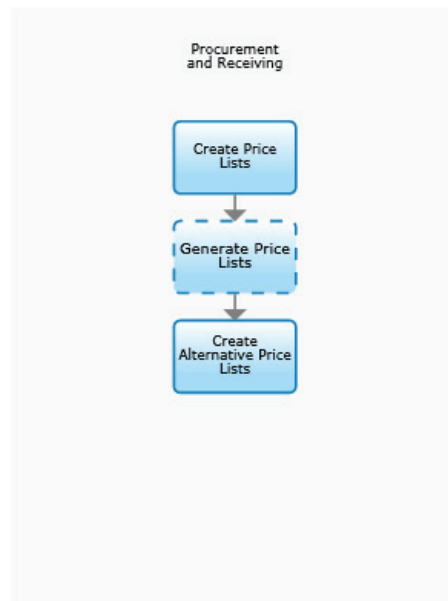 Procurement
and Receiving
Create Price
Lists
Generate Price
Lists
Create
Alternative Price
Lists